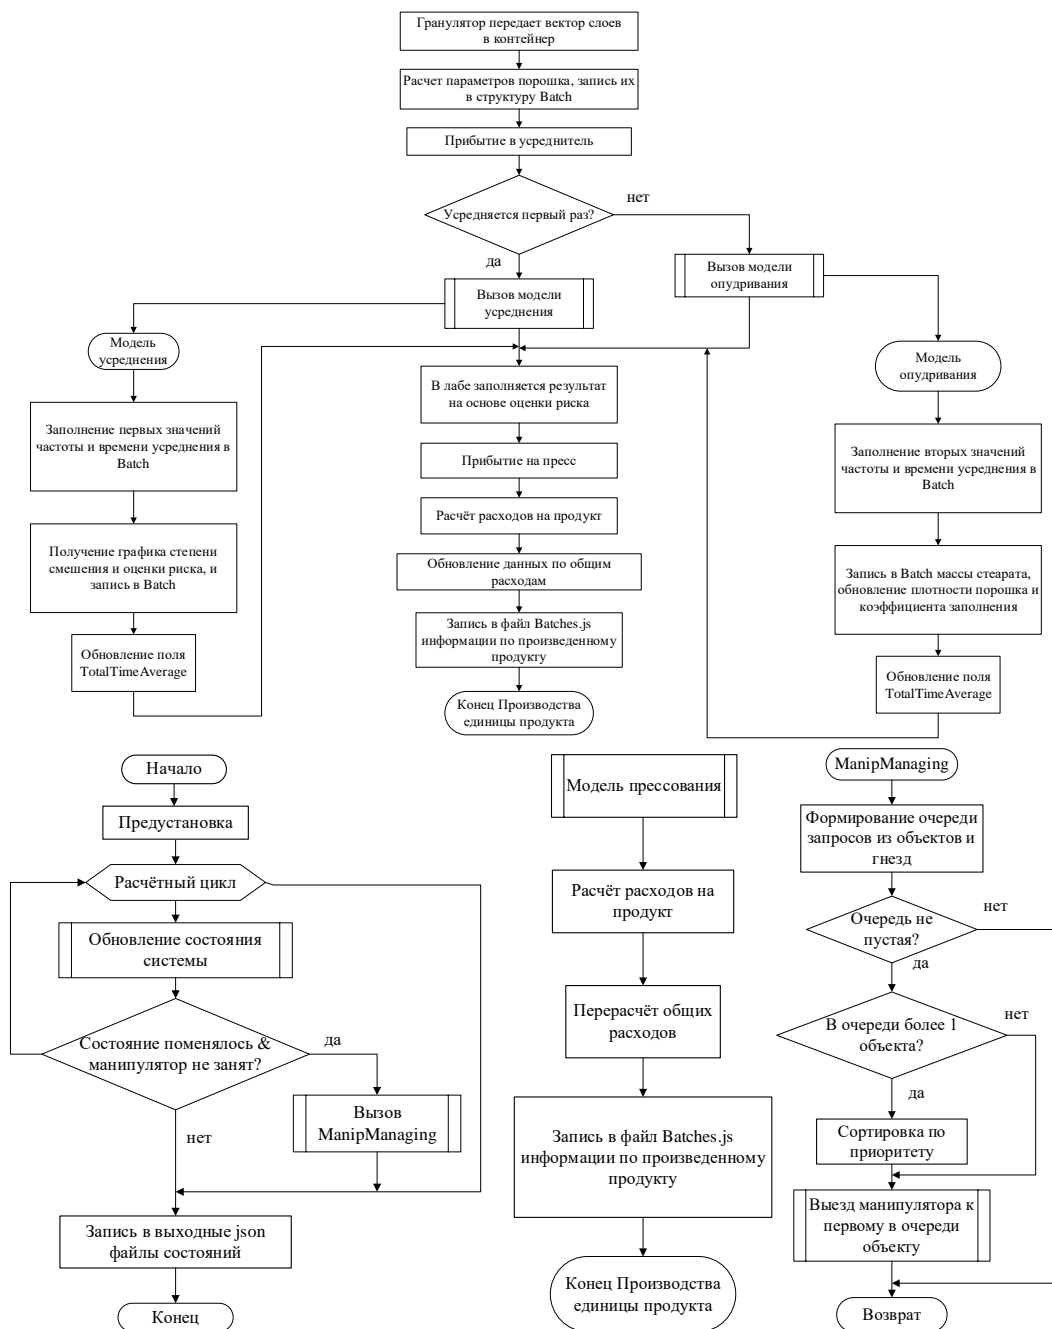 Гранулятор передает вектор слоев
в контейнер
Расчет параметров порошка, запись их
в структуру Batch
Прибытие в усреднитель
Усредняется первый раз?
нет
да
Вызов модели
опудривания
Вызов модели
усреднения
Модель
усреднения
Заполнение первых значений
частоты и времени усреднения в
Batch
Получение графика степени
смешения и оценки риска, и
запись в Batch
Обновление поля
TotalTimeAverage
В лабе заполняется результат
на основе оценки риска
Прибытие на пресс
Расчёт расходов на продукт
Обновление данных по общим
расходам
Запись в файл Batches.js
информации по произведенному
продукту
Конец Производства
единицы продукта
Модель
опудривания
Заполнение вторых значений
частоты и времени усреднения в
Batch
Запись в Batch массы стеарата,
обновление плотности порошка и
коэффициента заполнения
Обновление поля
TotalTimeAverage
Начало
Предустановка
Расчётный цикл
Обновление состояния
системы
Состояние поменялось &
манипулятор не занят?
да
нет
Вызов
ManipManaging
Запись в выходные json
файлы состояний
Конец
Модель прессования
Расчёт расходов на
продукт
Перерасчёт общих
расходов
Запись в файл Batches.js
информации по произведенному
продукту
Конец Производства
единицы продукта
ManipManaging
Формирование очереди
запросов из объектов и
гнезд
Очередь не
пустая?
нет
да
В очереди более 1
объекта?
нет
да
Сортировка по
приоритету
Выезд манипулятора к
первому в очереди
объекту
Возврат